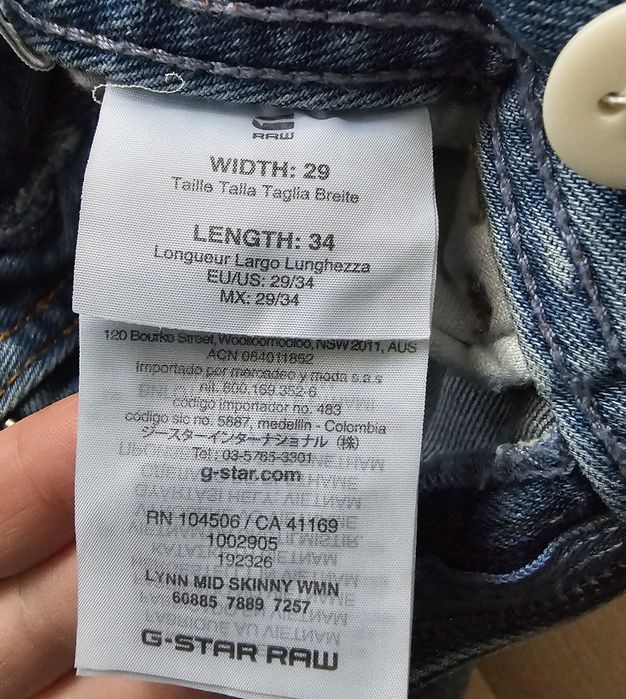 RAW
WIDTH: 29
Taille Talla Taglia Breite
LENGTH: 34
Longueur Largo Lunghezza
EU/US: 29/34
MX: 29/34
120 Bourke Street, Woolloomooloo, NSW 2011, AUS
ACN 084011852
importado por mercadeo y moda s.a.s
nit. 800.169.352-6
código importador no. 483
código sic no. 5887, medellin - Colombia
ジースターインターナショナル (株)
Tel : 03-5765-3301
g-star.com
RN 104506 / CA 41169
1002905
192326
LYNN MID SKINNY WMN
60885 7889 7257
G-STAR RAW